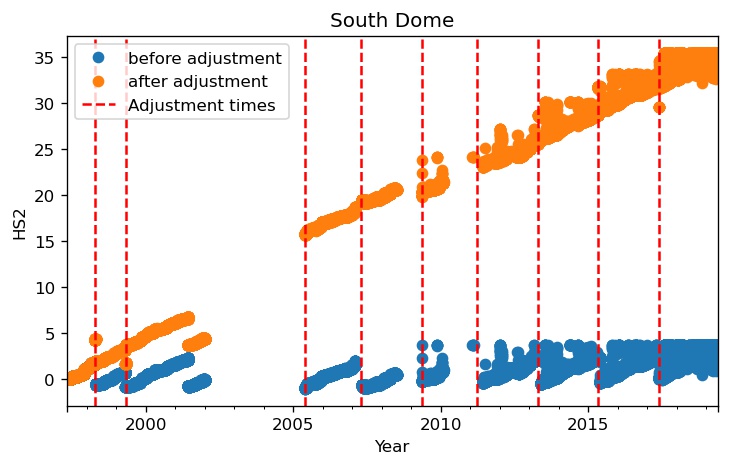 South Dome
before adjustment
after adjustment
Adjustment times
HS2
35
30
25
20
15
10
5
0
2000 2005 2010 2015
Year